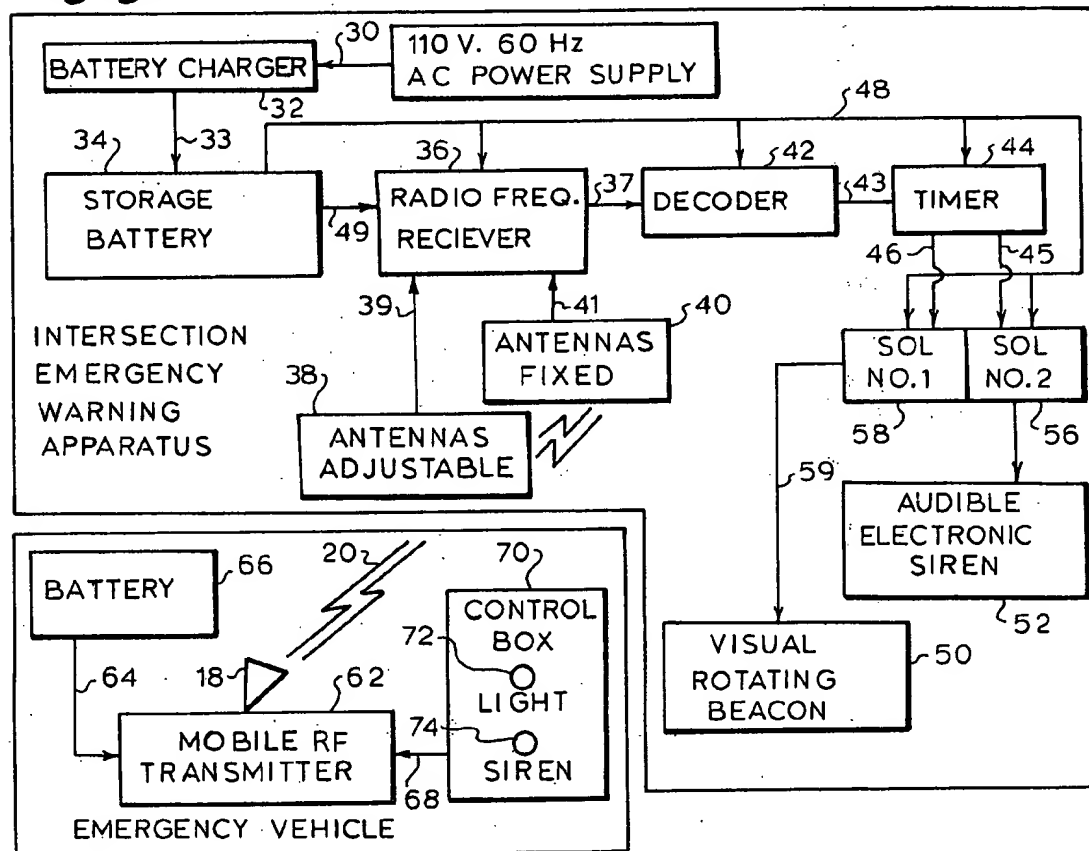 30
110 V. 60 Hz
AC POWER SUPPLY
BATTERY CHARGER
32
33
48
34
STORAGE
BATTERY
49
36
RADIO FREQ.
RECIEVER
37
42
DECODER
43
44
TIMER
46
45
39
41
40
ANTENNAS
FIXED
38
ANTENNAS
ADJUSTABLE
INTERSECTION
EMERGENCY
WARNING
APPARATUS
SOL
NO.1
SOL
NO.2
58
56
59
AUDIBLE
ELECTRONIC
SIREN
52
VISUAL
ROTATING
BEACON
50
BATTERY
66
20
70
CONTROL
BOX
72
LIGHT
74
SIREN
64
18
62
MOBILE RF
TRANSMITTER
68
EMERGENCY VEHICLE